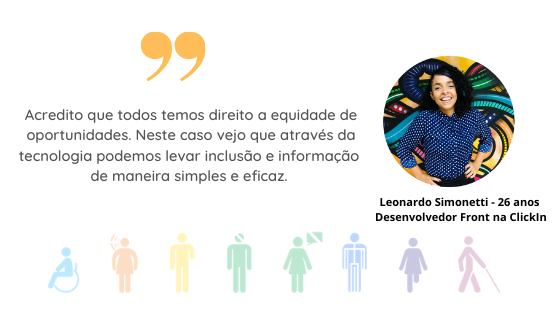 Acredito que todos temos direito a equidade de
oportunidades. Neste caso vejo que através da
tecnologia podemos levar inclusão e informação
de maneira simples e eficaz.
Leonardo Simonetti - 26 anos
Desenvolvedor Front na ClickIn